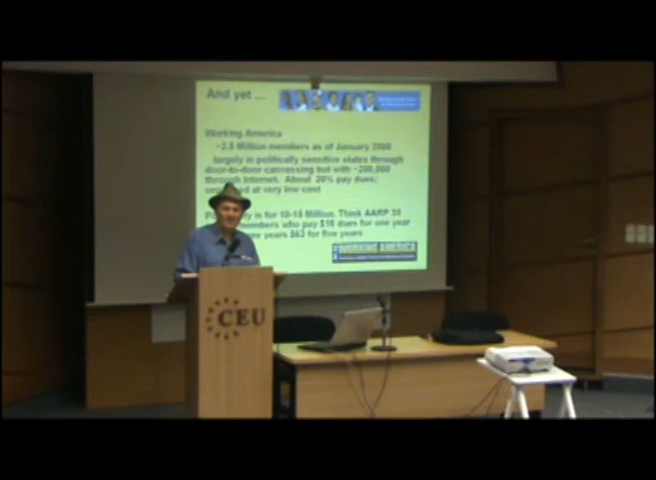 And yet ...
Working America
~2.5 Million members as of January 2008
largely in politically sensitive states through
door-to-door canvassing but with ~200,000
through Internet. About 20% pay dues;
at very low cost
is for 10-15 Million. Think AARP 38
members who pay $15 dues for one year
years $63 for five years
WORKING AMERICA
CEU